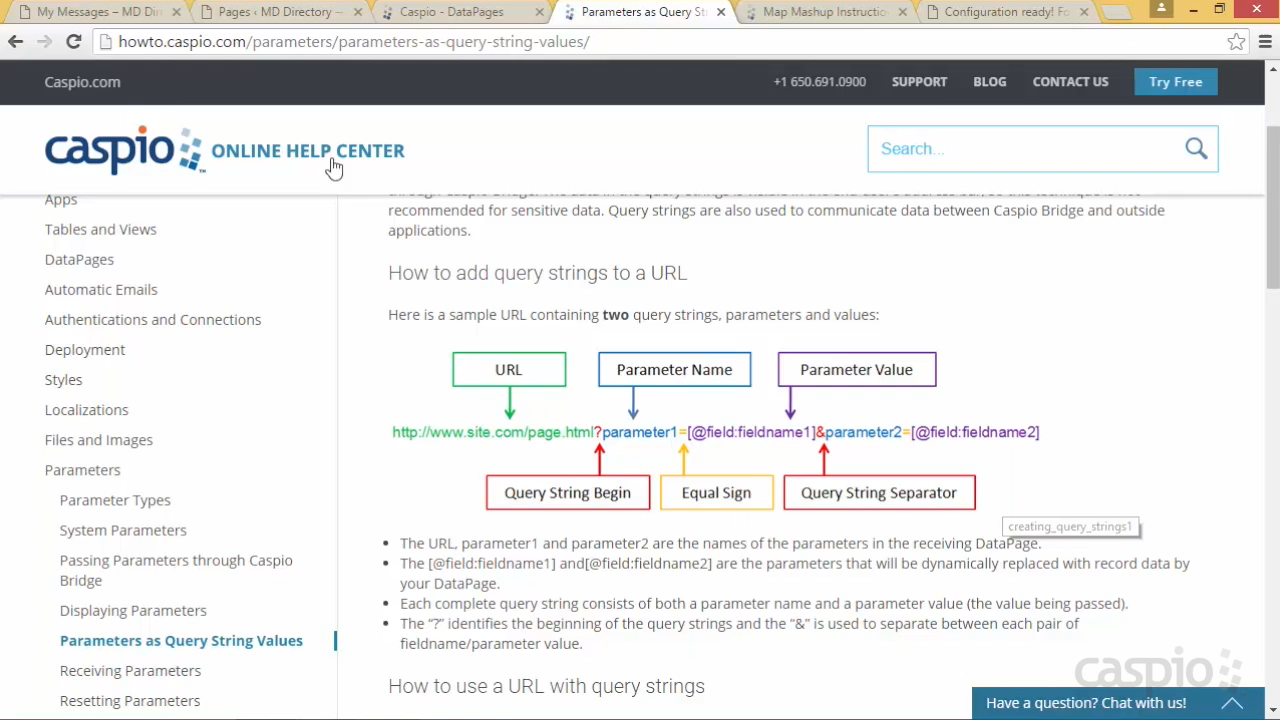 My Messages ‹ MD Direc
Pages ‹ MD Directory —
Caspio - DataPages
Parameters as Query Str
Map Mashup Instructio
Configuration ready! Fo
howto.caspio.com/parameters/parameters-as-query-string-values/
Caspio.com
+1 650.691.0900
SUPPORT
BLOG
CONTACT US
Try Free
caspio
ONLINE HELP CENTER
Search...
recommended for sensitive data. Query strings are also used to communicate data between Caspio Bridge and outside
applications.
Apps
Tables and Views
DataPages
Automatic Emails
Authentications and Connections
Deployment
Styles
Localizations
Files and Images
Parameters
Parameter Types
System Parameters
Passing Parameters through Caspio
Bridge
Displaying Parameters
Parameters as Query String Values
Receiving Parameters
Resetting Parameters
How to add query strings to a URL
Here is a sample URL containing two query strings, parameters and values:
URL
Parameter Name
Parameter Value
http://www.site.com/page.html?parameter1=[@field:fieldname1]&parameter2=[@field:fieldname2]
Query String Begin
Equal Sign
Query String Separator
creating_query_strings1
• The URL, parameter1 and parameter2 are the names of the parameters in the receiving DataPage.
• The [@field:fieldname1] and[@field:fieldname2] are the parameters that will be dynamically replaced with record data by
your DataPage.
• Each complete query string consists of both a parameter name and a parameter value (the value being passed).
• The “?” identifies the beginning of the query strings and the “&” is used to separate between each pair of
fieldname/parameter value.
How to use a URL with query strings
caspio
Have a question? Chat with us!